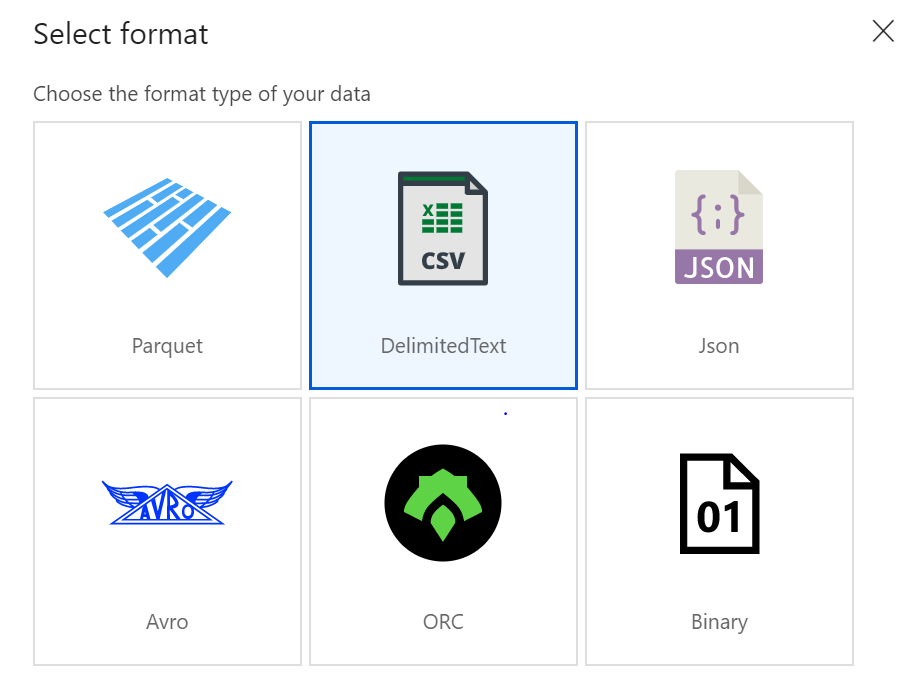 Select format
Choose the format type of your data
X
CSV
{;}
JSON
Parquet
DelimitedText
Json
AVRO
01
Avro
ORC
Binary